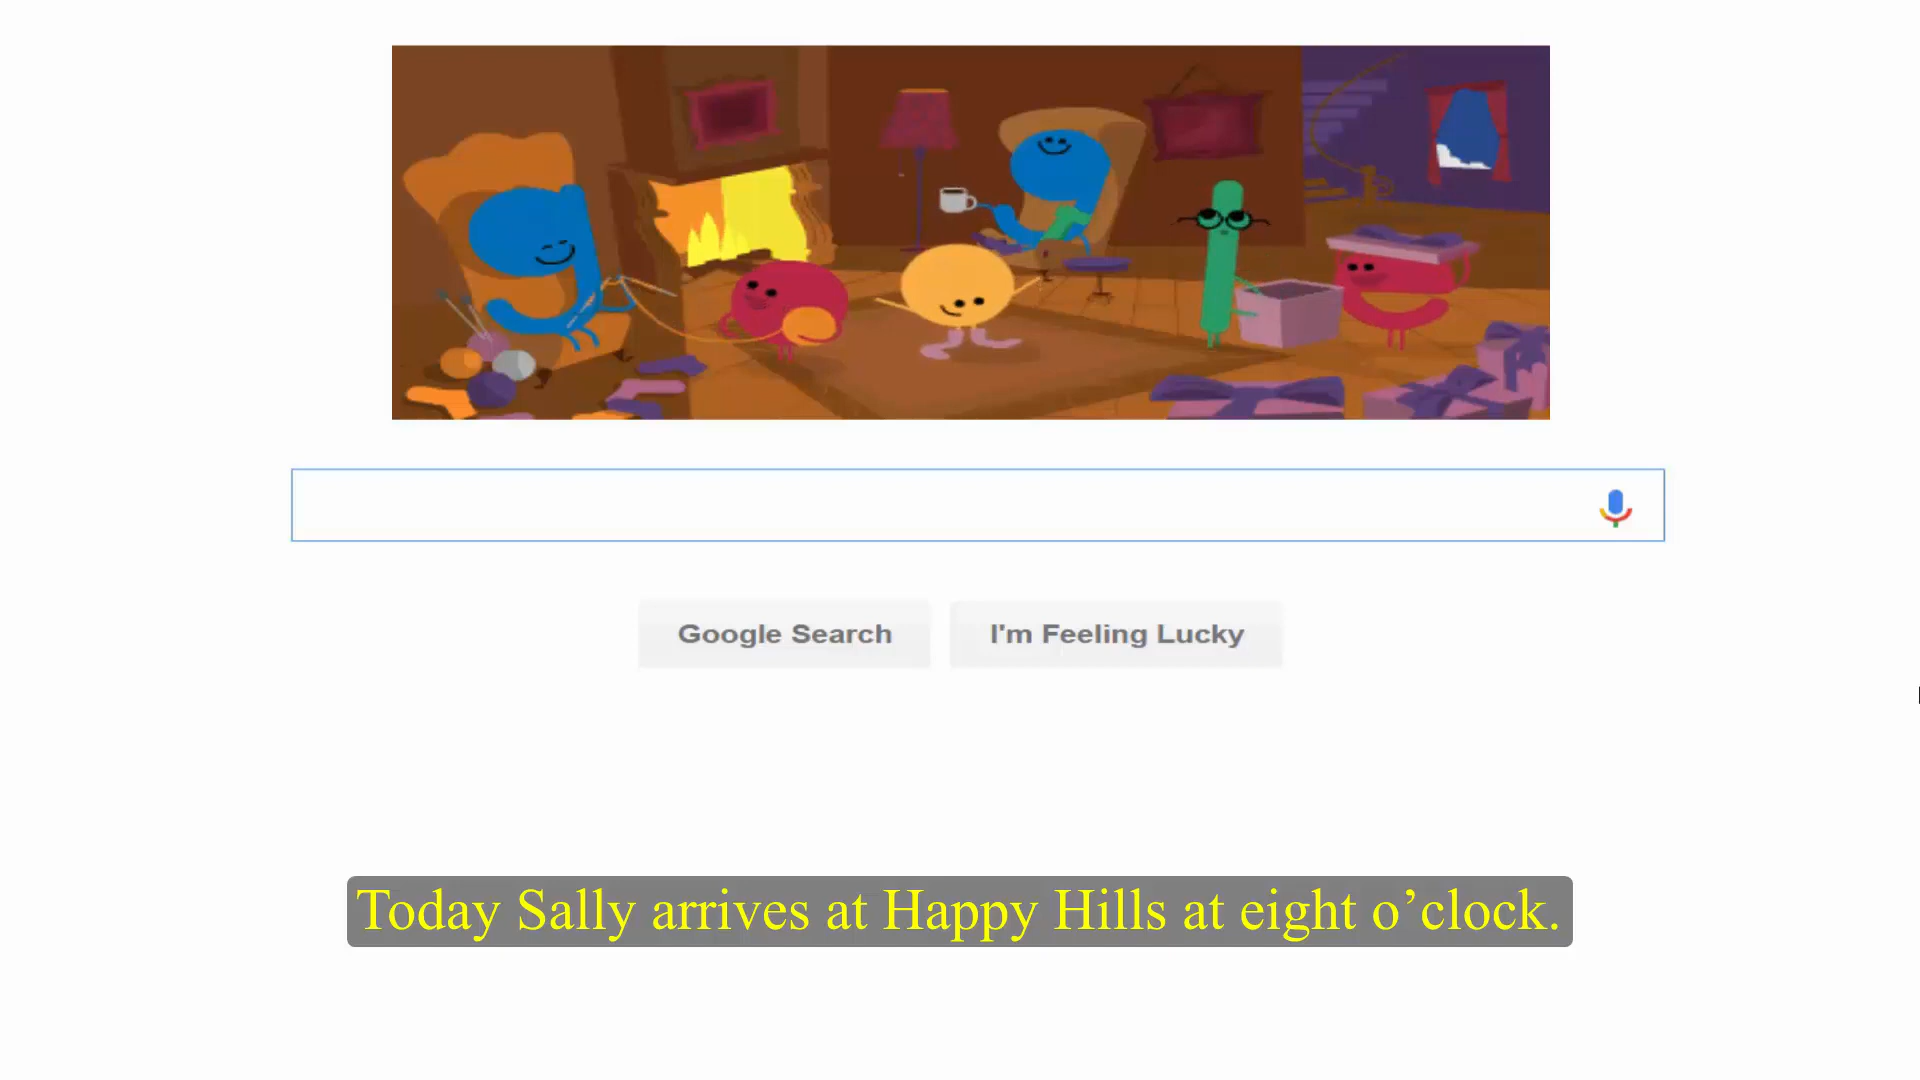 Google Search
I'm Feeling Lucky
Today Sally arrives at Happy Hills at eight o’clock.